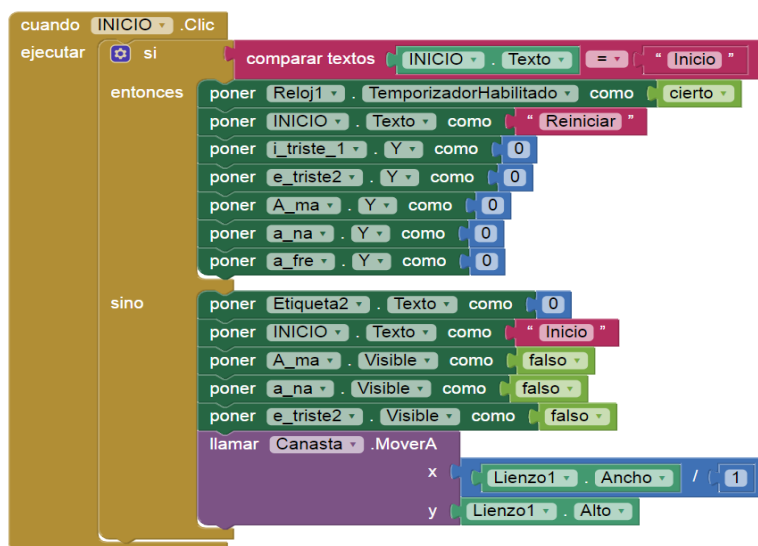 cuando INICIO .Clic
ejecutar si comparar textos INICIO . Texto = " Inicio "
entonces poner Reloj1 . TemporizadorHabilitado como cierto
poner INICIO . Texto como " Reiniciar "
poner i_triste_1 . Y como 0
poner e_triste2 . Y como 0
poner A_ma . Y como 0
poner a_na . Y como 0
poner a_fre . Y como 0
sino poner Etiqueta2 . Texto como 0
poner INICIO . Texto como " Inicio "
poner A_ma . Visible como falso
poner a_na . Visible como falso
poner e_triste2 . Visible como falso
llamar Canasta .MoverA
x Lienzo1 . Ancho / 1
y Lienzo1 . Alto